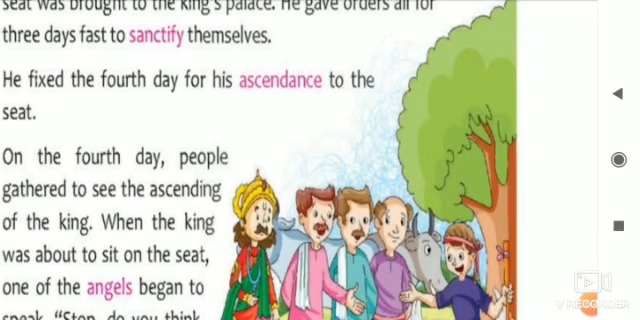 seat was brought to the king's palace. He gave orders all for
three days fast to sanctify themselves.
He fixed the fourth day for his ascendance to the
seat.
On the fourth day, people
gathered to see the ascending
of the king. When the king
was about to sit on the seat,
one of the angels began to
speak, "Stop, do you think
V RECORDER